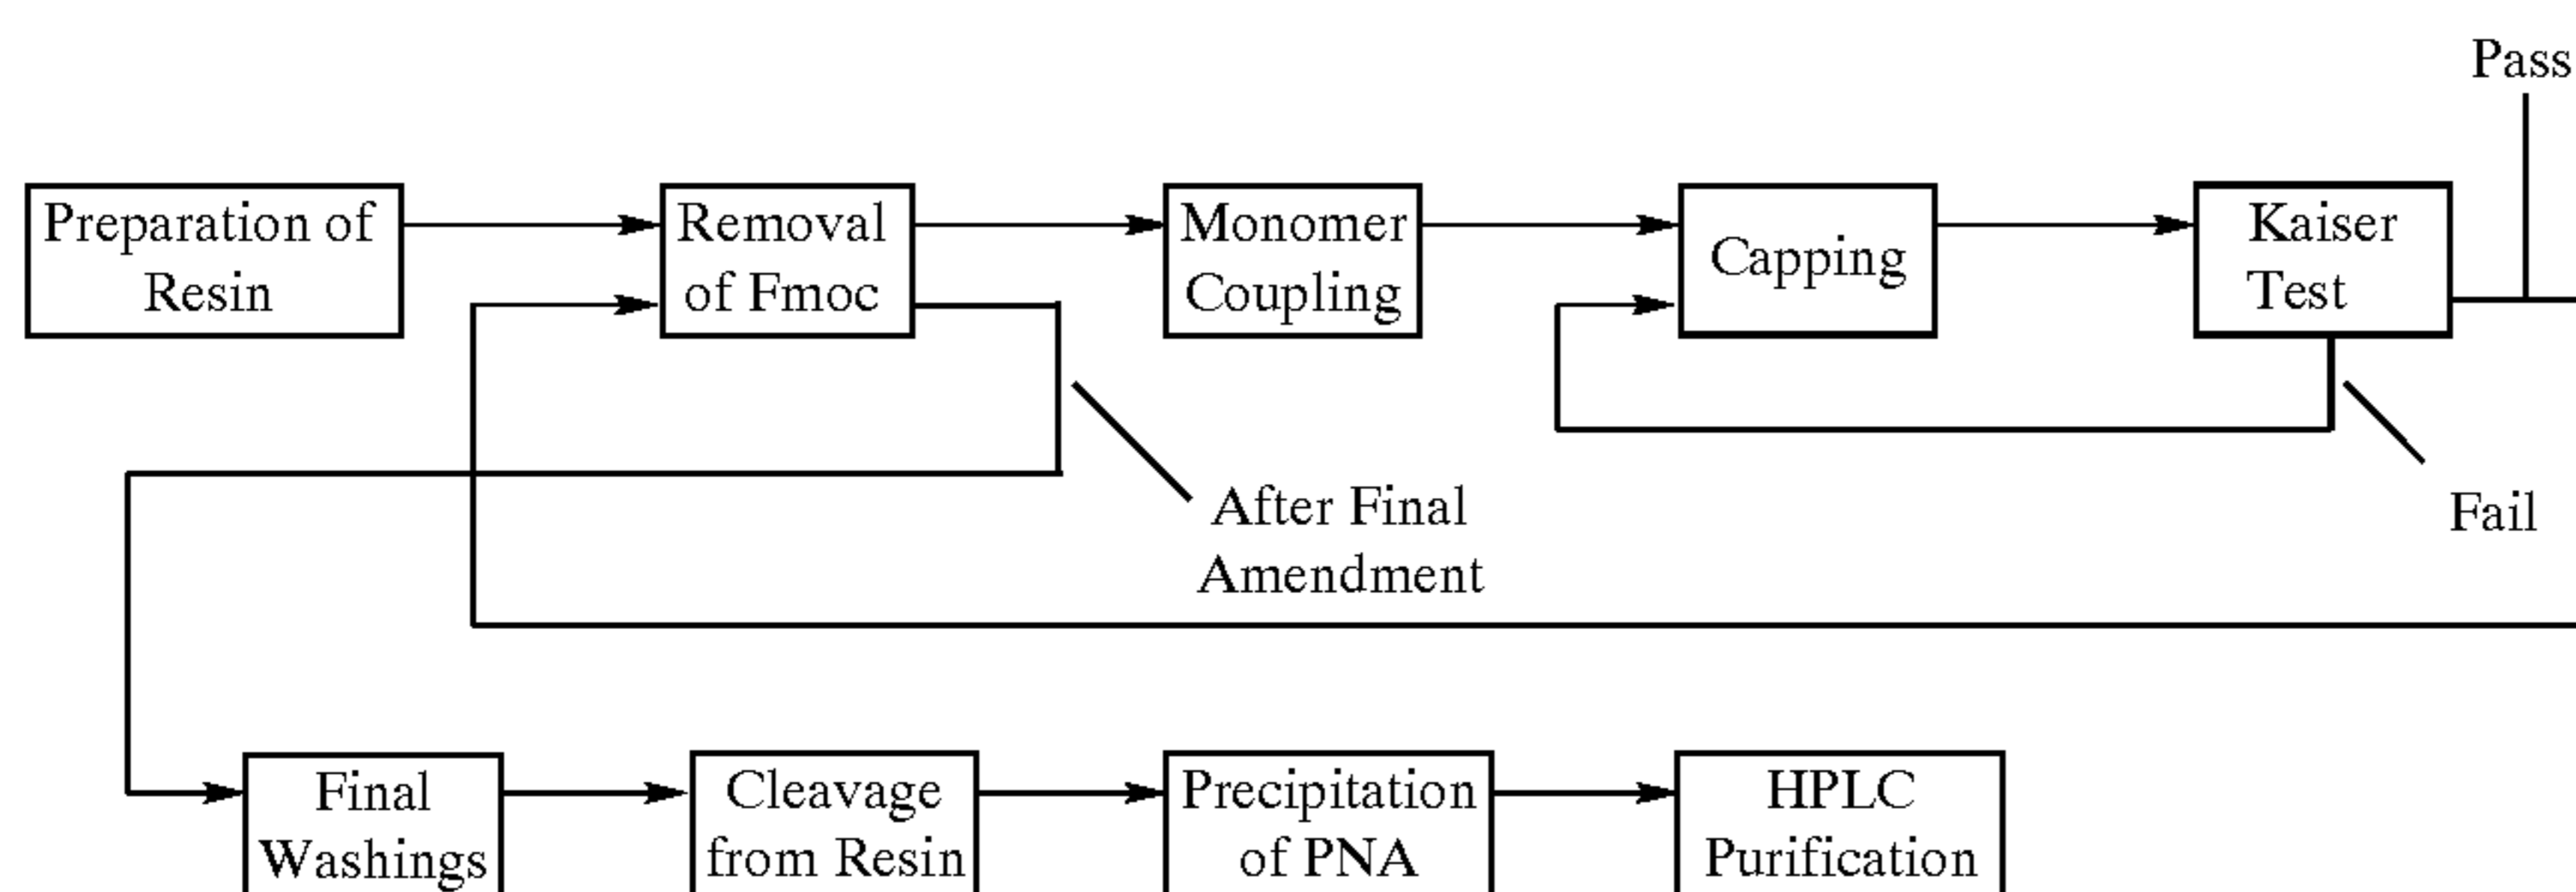 Pass
Preparation of
Resin
Removal
of Fmoc
Monomer
Coupling
Capping
Kaiser
Test
After Final
Amendment
Fail
Final
Washings
Cleavage
from Resin
Precipitation
of PNA
HPLC
Purification